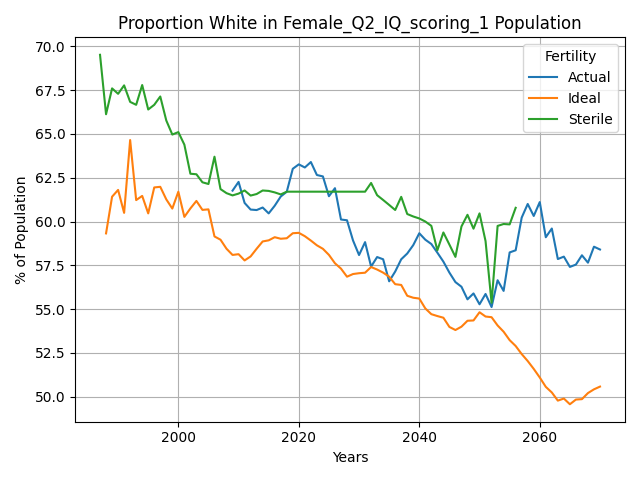 Proportion White in Female_Q2_IQ_scoring_1 Population
Fertility
Actual
Ideal
Sterile
% of Population
70.0
67.5
65.0
62.5
60.0
57.5
55.0
52.5
50.0
2000
2020
2040
2060
Years